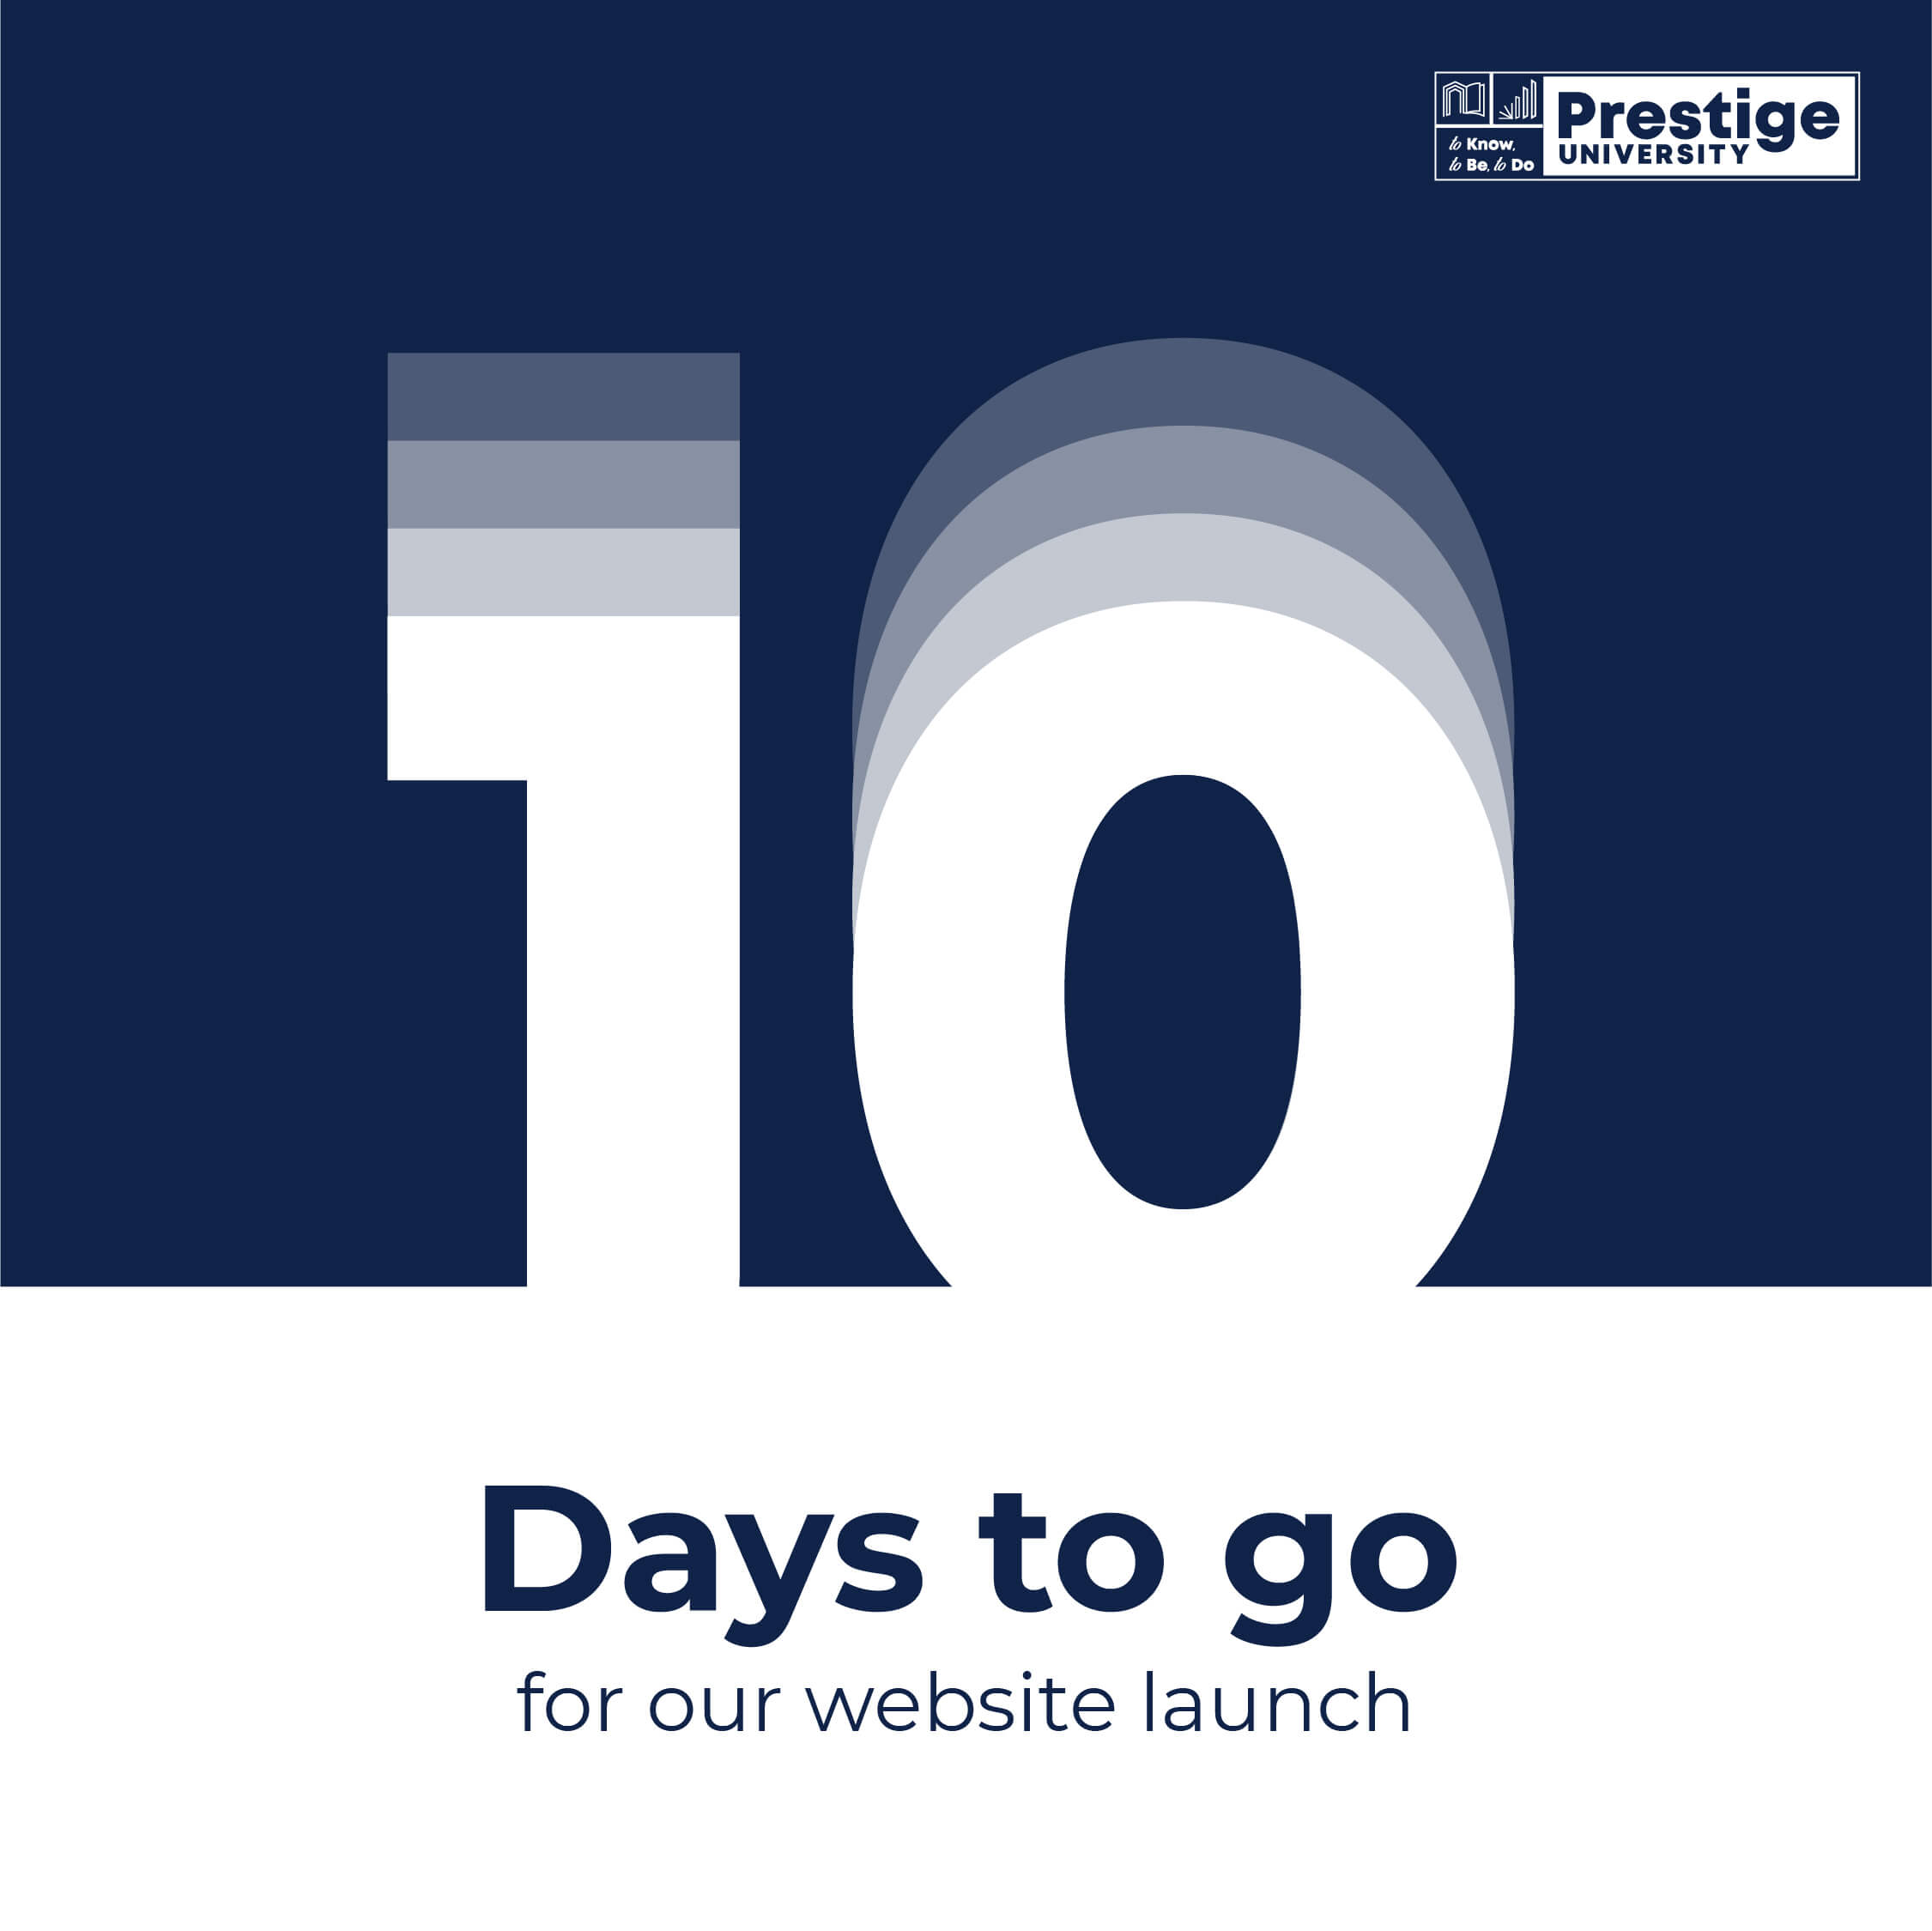 to Know,
to Be, to Do
Prestige
UNIVERSITY
10
Days to go
for our website launch